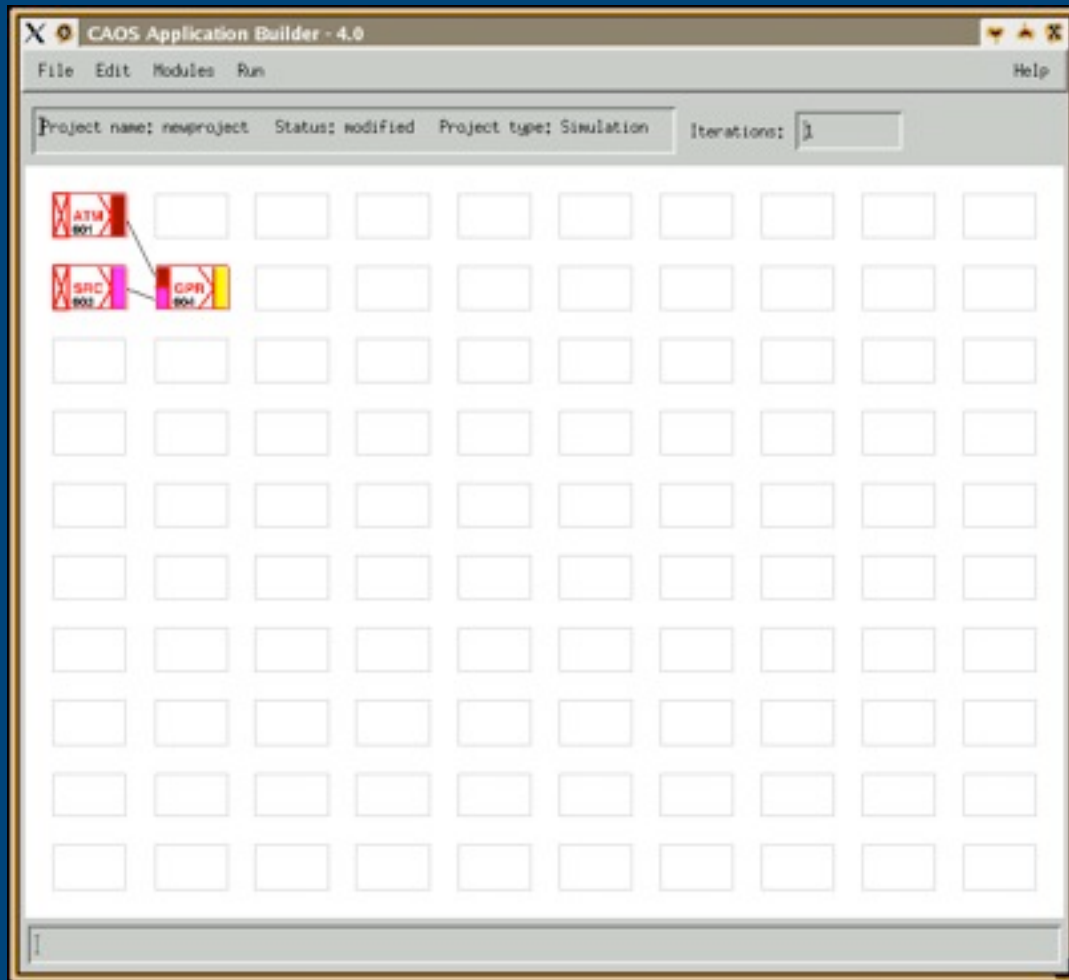 CAOS Application Builder - 4.0
File Edit Modules Run Help
Project name: newproject Status: modified Project type: Simulation Iterations: 1
ATM
001
SRC GPR
002 004